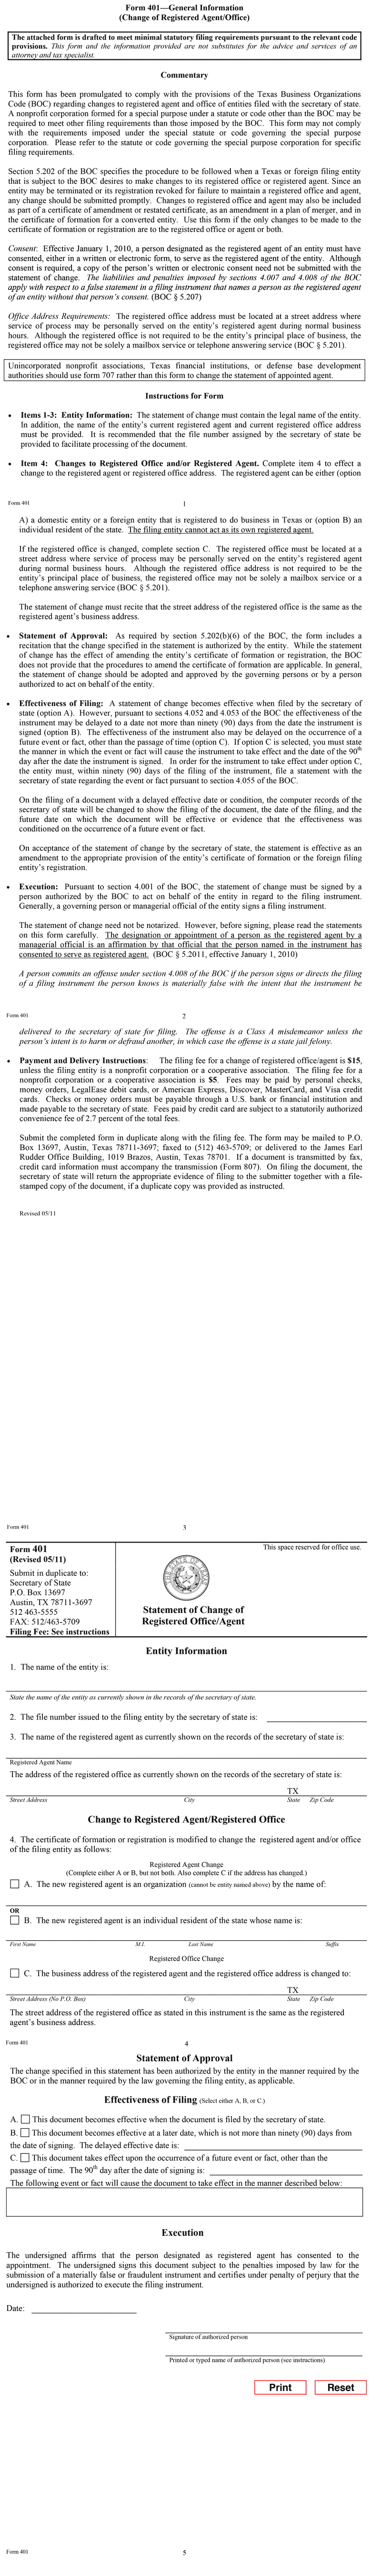 Form 401—General Information
(Change of Registered Agent/Office)
The attached form is drafted to meet minimal statutory filing requirements pursuant to the relevant code
provisions. This form and the information provided are not substitutes for the advice and services of an
attorney and tax specialist.
Commentary
This form has been promulgated to comply with the provisions of the Texas Business Organizations
Code (BOC) regarding changes to registered agent and office of entities filed with the secretary of state.
A nonprofit corporation formed for a special purpose under a statute or code other than the BOC may be
required to meet other filing requirements than those imposed by the BOC. This form may not comply
with the requirements imposed under the special statute or code governing the special purpose
corporation. Please refer to the statute or code governing the special purpose corporation for specific
filing requirements.
Section 5.202 of the BOC specifies the procedure to be followed when a Texas or foreign filing entity
that is subject to the BOC desires to make changes to its registered office or registered agent. Since an
entity may be terminated or its registration revoked for failure to maintain a registered office and agent,
any change should be submitted promptly. Changes to registered office and agent may also be included
as part of a certificate of amendment or restated certificate, as an amendment in a plan of merger, and in
the certificate of formation for a converted entity. Use this form if the only changes to be made to the
certificate of formation or registration are to the registered office or agent or both.
Consent: Effective January 1, 2010, a person designated as the registered agent of an entity must have
consented, either in a written or electronic form, to serve as the registered agent of the entity. Although
consent is required, a copy of the person's written or electronic consent need not be submitted with the
statement of change. The liabilities and penalties imposed by sections 4.007 and 4.008 of the BOC
apply with respect to a false statement in a filing instrument that names a person as the registered agent
of an entity without that person's consent. (BOC § 5.207)
Office Address Requirements: The registered office address must be located at a street address where
service of process may be personally served on the entity's registered agent during normal business
hours. Although the registered office is not required to be the entity's principal place of business, the
registered office may not be solely a mailbox service or telephone answering service (BOC § 5.201).
Unincorporated nonprofit associations, Texas financial institutions, or defense base development
authorities should use form 707 rather than this form to change the statement of appointed agent.
Instructions for Form
• Items 1-3: Entity Information: The statement of change must contain the legal name of the entity.
In addition, the name of the entity's current registered agent and current registered office address
must be provided. It is recommended that the file number assigned by the secretary of state be
provided to facilitate processing of the document.
• Item 4: Changes to Registered Office and/or Registered Agent. Complete item 4 to effect a
change to the registered agent or registered office address. The registered agent can be either (option
Form 401
1
A) a domestic entity or a foreign entity that is registered to do business in Texas or (option B) an
individual resident of the state. The filing entity cannot act as its own registered agent.
If the registered office is changed, complete section C. The registered office must be located at a
street address where service of process may be personally served on the entity's registered agent
during normal business hours. Although the registered office address is not required to be the
entity's principal place of business, the registered office may not be solely a mailbox service or a
telephone answering service (BOC § 5.201).
The statement of change must recite that the street address of the registered office is the same as the
registered agent's business address.
• Statement of Approval: As required by section 5.202(b)(6) of the BOC, the form includes a
recitation that the change specified in the statement is authorized by the entity. While the statement
of change has the effect of amending the entity's certificate of formation or registration, the BOC
does not provide that the procedures to amend the certificate of formation are applicable. In general,
the statement of change should be adopted and approved by the governing persons or by a person
authorized to act on behalf of the entity.
• Effectiveness of Filing: A statement of change becomes effective when filed by the secretary of
state (option A). However, pursuant to sections 4.052 and 4.053 of the BOC the effectiveness of the
instrument may be delayed to a date not more than ninety (90) days from the date the instrument is
signed (option B). The effectiveness of the instrument also may be delayed on the occurrence of a
future event or fact, other than the passage of time (option C). If option C is selected, you must state
the manner in which the event or fact will cause the instrument to take effect and the date of the 90th
day after the date the instrument is signed. In order for the instrument to take effect under option C,
the entity must, within ninety (90) days of the filing of the instrument, file a statement with the
secretary of state regarding the event or fact pursuant to section 4.055 of the BOC.
On the filing of a document with a delayed effective date or condition, the computer records of the
secretary of state will be changed to show the filing of the document, the date of the filing, and the
future date on which the document will be effective or evidence that the effectiveness was
conditioned on the occurrence of a future event or fact.
On acceptance of the statement of change by the secretary of state, the statement is effective as an
amendment to the appropriate provision of the entity's certificate of formation or the foreign filing
entity's registration.
• Execution: Pursuant to section 4.001 of the BOC, the statement of change must be signed by a
person authorized by the BOC to act on behalf of the entity in regard to the filing instrument.
Generally, a governing person or managerial official of the entity signs a filing instrument.
The statement of change need not be notarized. However, before signing, please read the statements
on this form carefully. The designation or appointment of a person as the registered agent by a
managerial official is an affirmation by that official that the person named in the instrument has
consented to serve as registered agent. (BOC § 5.2011, effective January 1, 2010)
A person commits an offense under section 4.008 of the BOC if the person signs or directs the filing
of a filing instrument the person knows is materially false with the intent that the instrument be
Form 401
2
delivered to the secretary of state for filing. The offense is a Class A misdemeanor unless the
person's intent is to harm or defraud another, in which case the offense is a state jail felony.
• Payment and Delivery Instructions: The filing fee for a change of registered office/agent is $15,
unless the filing entity is a nonprofit corporation or a cooperative association. The filing fee for a
nonprofit corporation or a cooperative association is $5. Fees may be paid by personal checks,
money orders, LegalEase debit cards, or American Express, Discover, MasterCard, and Visa credit
cards. Checks or money orders must be payable through a U.S. bank or financial institution and
made payable to the secretary of state. Fees paid by credit card are subject to a statutorily authorized
convenience fee of 2.7 percent of the total fees.
Submit the completed form in duplicate along with the filing fee. The form may be mailed to P.O.
Box 13697, Austin, Texas 78711-3697; faxed to (512) 463-5709; or delivered to the James Earl
Rudder Office Building, 1019 Brazos, Austin, Texas 78701. If a document is transmitted by fax,
credit card information must accompany the transmission (Form 807). On filing the document, the
secretary of state will return the appropriate evidence of filing to the submitter together with a file-
stamped copy of the document, if a duplicate copy was provided as instructed.
Revised 05/11
Form 401
3
Form 401
(Revised 05/11)
Submit in duplicate to:
Secretary of State
P.O. Box 13697
Austin, TX 78711-3697
512 463-5555
FAX: 512/463-5709
Filing Fee: See instructions
Statement of Change of
Registered Office/Agent
This space reserved for office use.
Entity Information
1. The name of the entity is:
State the name of the entity as currently shown in the records of the secretary of state.
2. The file number issued to the filing entity by the secretary of state is:
3. The name of the registered agent as currently shown on the records of the secretary of state is:
Registered Agent Name
The address of the registered office as currently shown on the records of the secretary of state is:
TX
Street Address City State Zip Code
Change to Registered Agent/Registered Office
4. The certificate of formation or registration is modified to change the registered agent and/or office
of the filing entity as follows:
Registered Agent Change
(Complete either A or B, but not both. Also complete C if the address has changed.)
A. The new registered agent is an organization (cannot be entity named above) by the name of:
OR
B. The new registered agent is an individual resident of the state whose name is:
First Name M.I. Last Name Suffix
Registered Office Change
C. The business address of the registered agent and the registered office address is changed to:
TX
Street Address (No P.O. Box) City State Zip Code
The street address of the registered office as stated in this instrument is the same as the registered
agent's business address.
Form 401
4
Statement of Approval
The change specified in this statement has been authorized by the entity in the manner required by the
BOC or in the manner required by the law governing the filing entity, as applicable.
Effectiveness of Filing (Select either A, B, or C.)
A. This document becomes effective when the document is filed by the secretary of state.
B. This document becomes effective at a later date, which is not more than ninety (90) days from
the date of signing. The delayed effective date is:
C. This document takes effect upon the occurrence of a future event or fact, other than the
passage of time. The 90th day after the date of signing is:
The following event or fact will cause the document to take effect in the manner described below:
Execution
The undersigned affirms that the person designated as registered agent has consented to the
appointment. The undersigned signs this document subject to the penalties imposed by law for the
submission of a materially false or fraudulent instrument and certifies under penalty of perjury that the
undersigned is authorized to execute the filing instrument.
Date:
Signature of authorized person
Printed or typed name of authorized person (see instructions)
Print Reset
Form 401
5